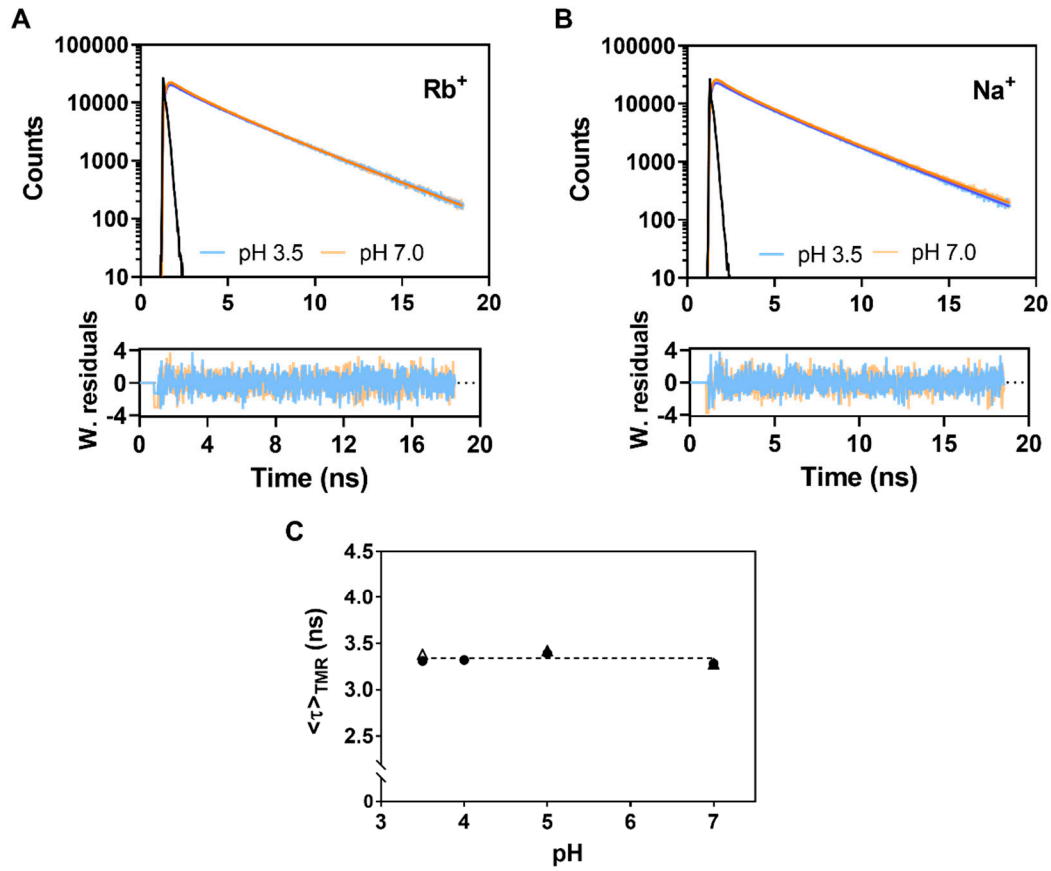 A
B
100000
10000
1000
100
10
Counts
Rb⁺
pH 3.5
pH 7.0
0
5
10
15
20
W. residuals
4
0
-4
0
4
8
12
16
20
Time (ns)
100000
10000
1000
100
10
Counts
Na⁺
pH 3.5
pH 7.0
0
5
10
15
20
W. residuals
4
0
-4
0
5
10
15
20
Time (ns)
C
4.5
4.0
3.5
3.0
2.5
0
<τ>TMR (ns)
3
4
5
6
7
pH